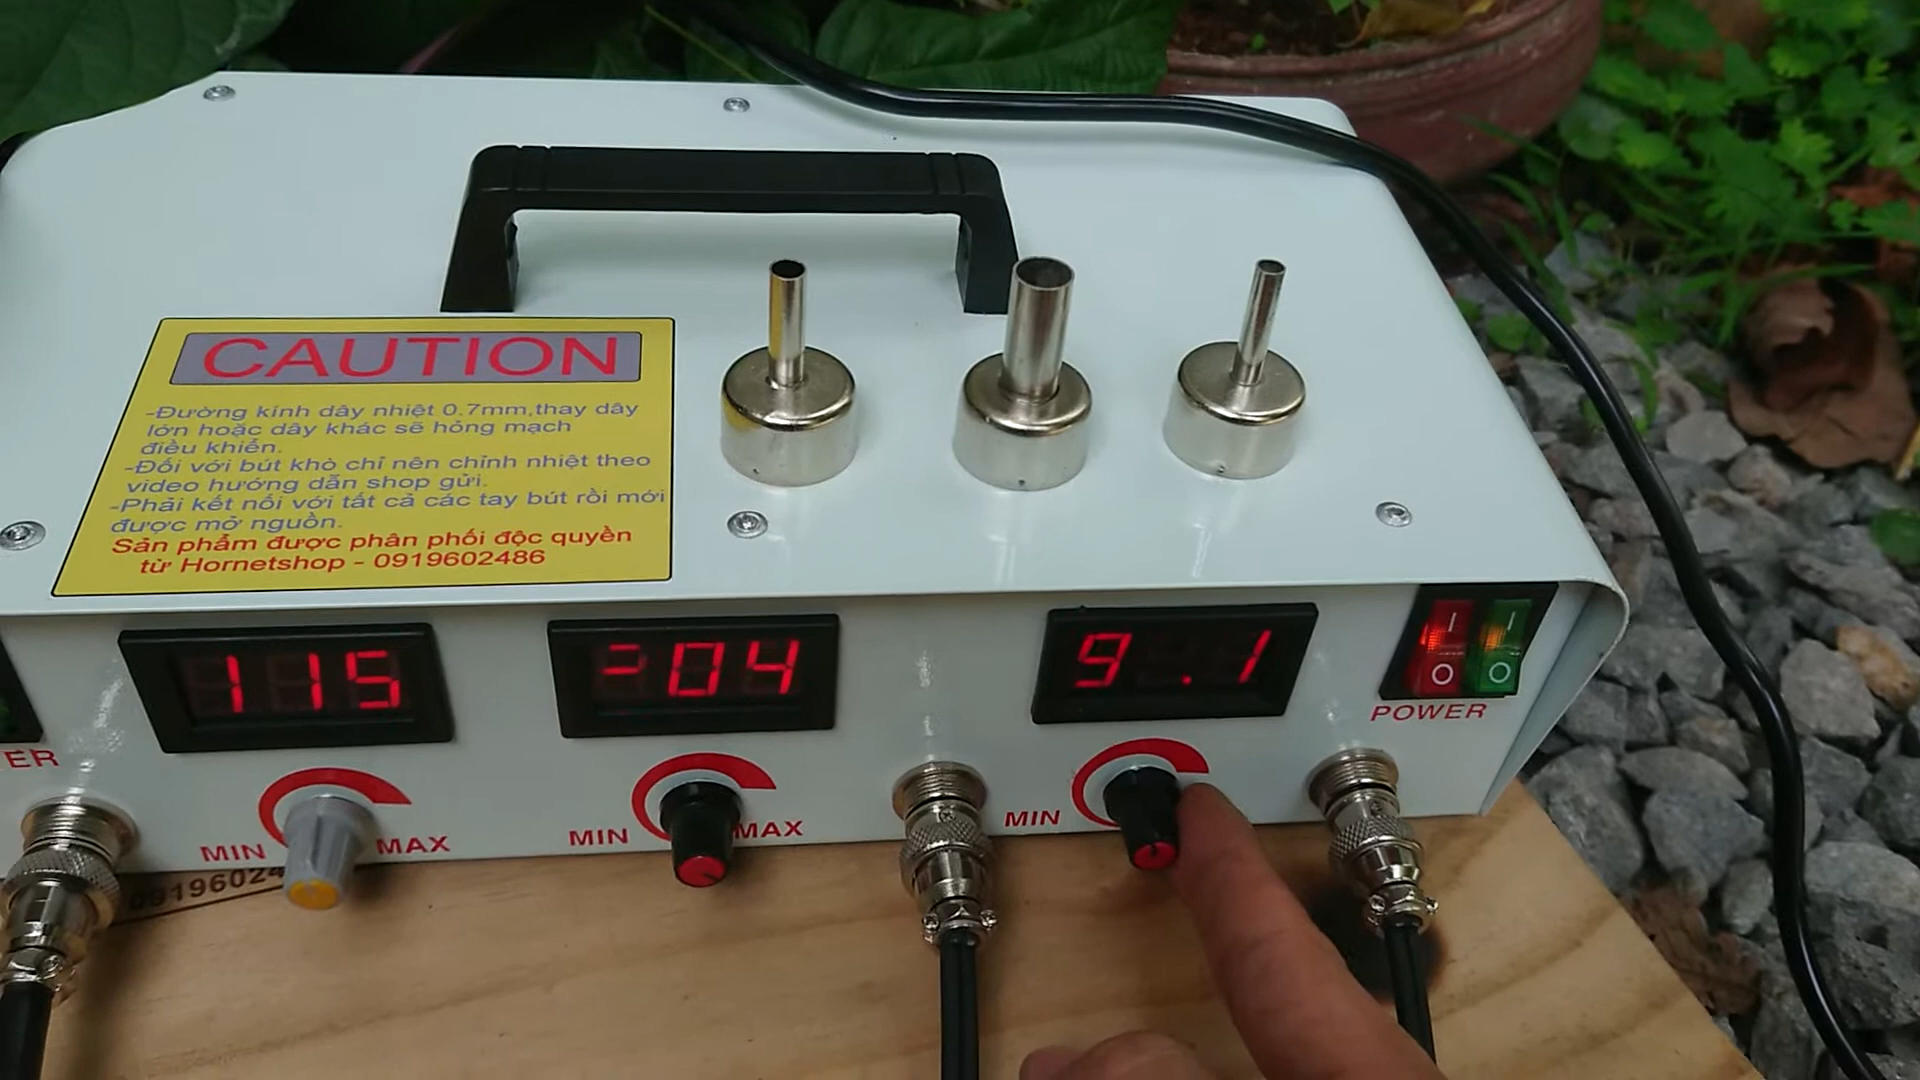 CAUTION
-Đường kính dây nhiệt 0.7mm,thay dây
lớn hoặc dây khác sẽ hỏng mạch
điều khiển.
-Đối với bút khò chỉ nên chỉnh nhiệt theo
video hướng dẫn shop gửi.
-Phải kết nối với tất cả các tay bút rồi mới
được mở nguồn.
Sản phẩm được phân phối độc quyền
từ Hornetshop - 0919602486
115
04
9.1
I
I
O
O
POWER
MIN
MAX
MIN
MAX
MIN